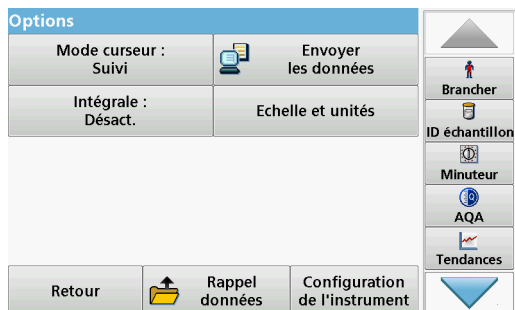 Options
Mode curseur :
Suivi
Envoyer
les données
Intégrale :
Désact.
Echelle et unités
Retour
Rappel
données
Configuration
de l'instrument
Brancher
ID échantillon
Minuteur
AQA
Tendances